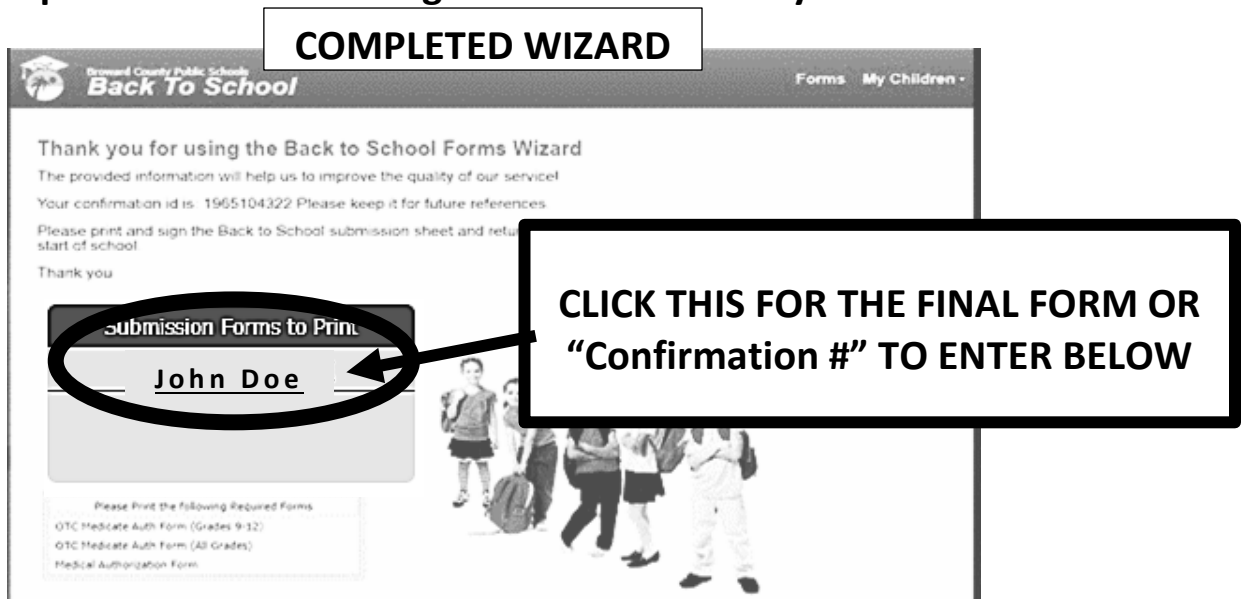 COMPLETED WIZARD
Broward County Public Schools
Back To School
Forms My Children
Thank you for using the Back to School Forms Wizard
The provided information will help us to improve the quality of our service!
Your confirmation id is 1965104322 Please keep it for future references
Please print and sign the Back to School submission sheet and
start of school
Thank you
CLICK THIS FOR THE FINAL FORM OR
“Confirmation #” TO ENTER BELOW
Submission Forms to Print
John Doe
Please Print the following Required Forms
OTC Medicate Auth Form (Grades 9-12)
OTC Medicate Auth Form (All Grades)
Medical Authorization Form